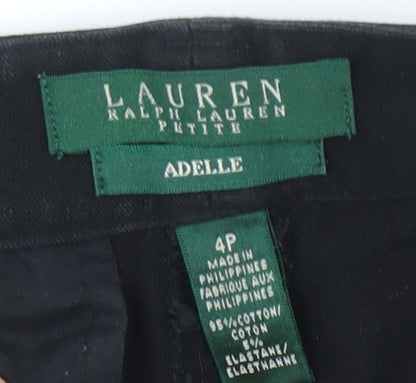 LAUREN
RALPH LAUREN
PETITE
ADELLE
4P
MADE IN
PHILIPPINES
FABRIQUE AUX
PHILIPPINES
95% COTTON/
COTON
5%
ELASTANE/
ELASTHANNE